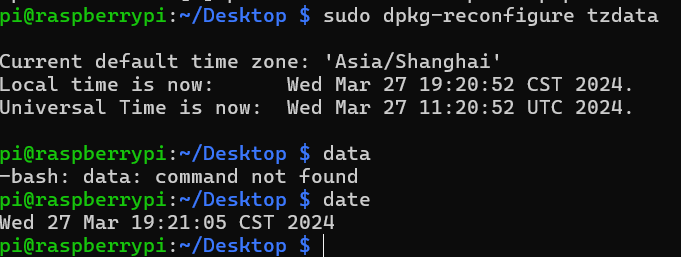 pi@raspberrypi:~/Desktop $ sudo dpkg-reconfigure tzdata
Current default time zone: 'Asia/Shanghai'
Local time is now:      Wed Mar 27 19:20:52 CST 2024.
Universal Time is now:  Wed Mar 27 11:20:52 UTC 2024.
pi@raspberrypi:~/Desktop $ data
-bash: data: command not found
pi@raspberrypi:~/Desktop $ date
Wed 27 Mar 19:21:05 CST 2024
pi@raspberrypi:~/Desktop $